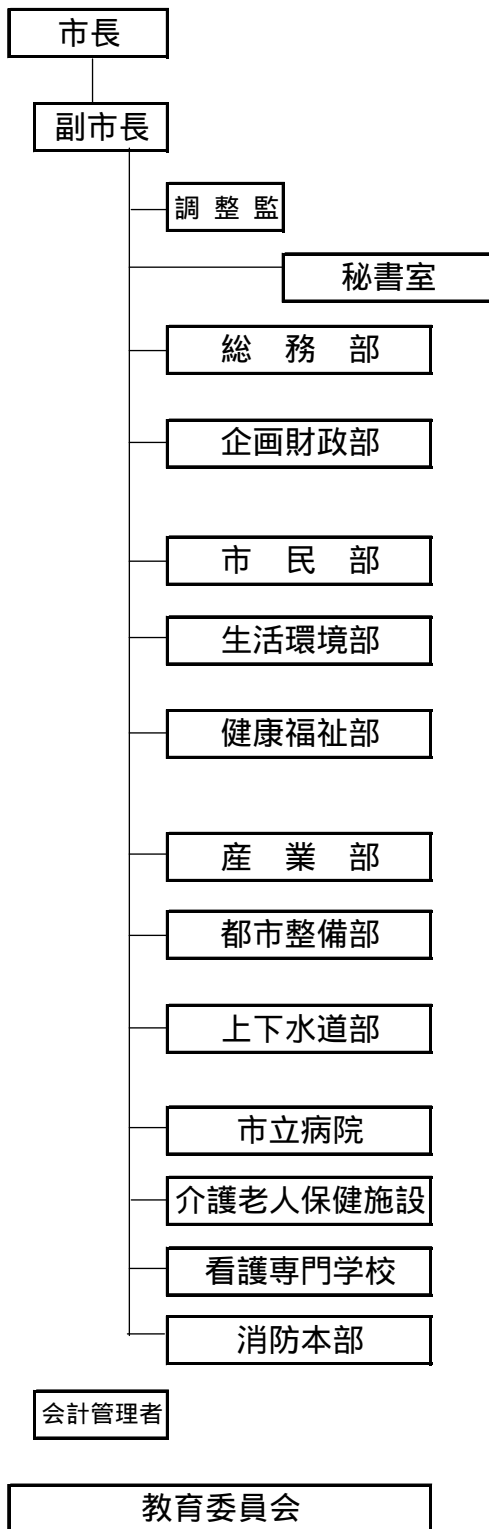 市長
副市長
調 整 監
秘書室
総　務　部
企画財政部
市　民　部
生活環境部
健康福祉部
産　業　部
都市整備部
上下水道部
市立病院
介護老人保健施設
看護専門学校
消防本部
会計管理者
教育委員会